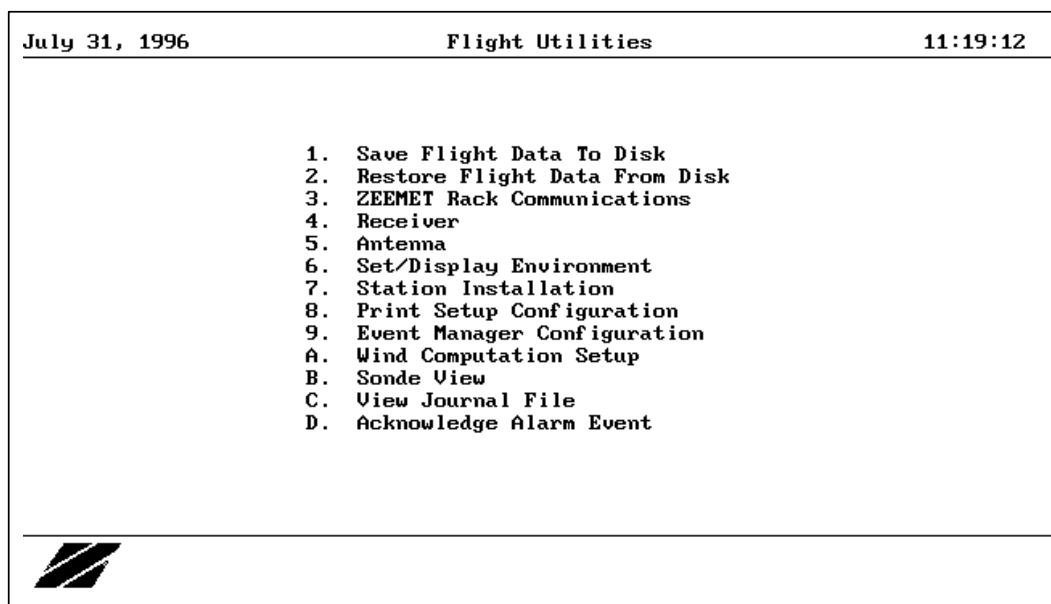 July 31, 1996 Flight Utilities 11:19:12
1. Save Flight Data To Disk
2. Restore Flight Data From Disk
3. ZEEMET Rack Communications
4. Receiver
5. Antenna
6. Set/Display Environment
7. Station Installation
8. Print Setup Configuration
9. Event Manager Configuration
A. Wind Computation Setup
B. Sonde View
C. View Journal File
D. Acknowledge Alarm Event